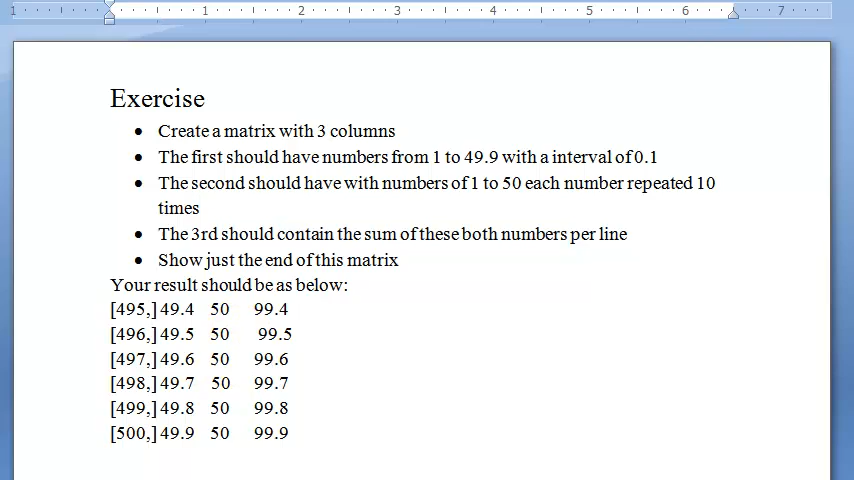 1 1 2 3 4 5 6 7
Exercise
• Create a matrix with 3 columns
• The first should have numbers from 1 to 49.9 with a interval of 0.1
• The second should have with numbers of 1 to 50 each number repeated 10
times
• The 3rd should contain the sum of these both numbers per line
• Show just the end of this matrix
Your result should be as below:
[495,] 49.4 50 99.4
[496,] 49.5 50 99.5
[497,] 49.6 50 99.6
[498,] 49.7 50 99.7
[499,] 49.8 50 99.8
[500,] 49.9 50 99.9